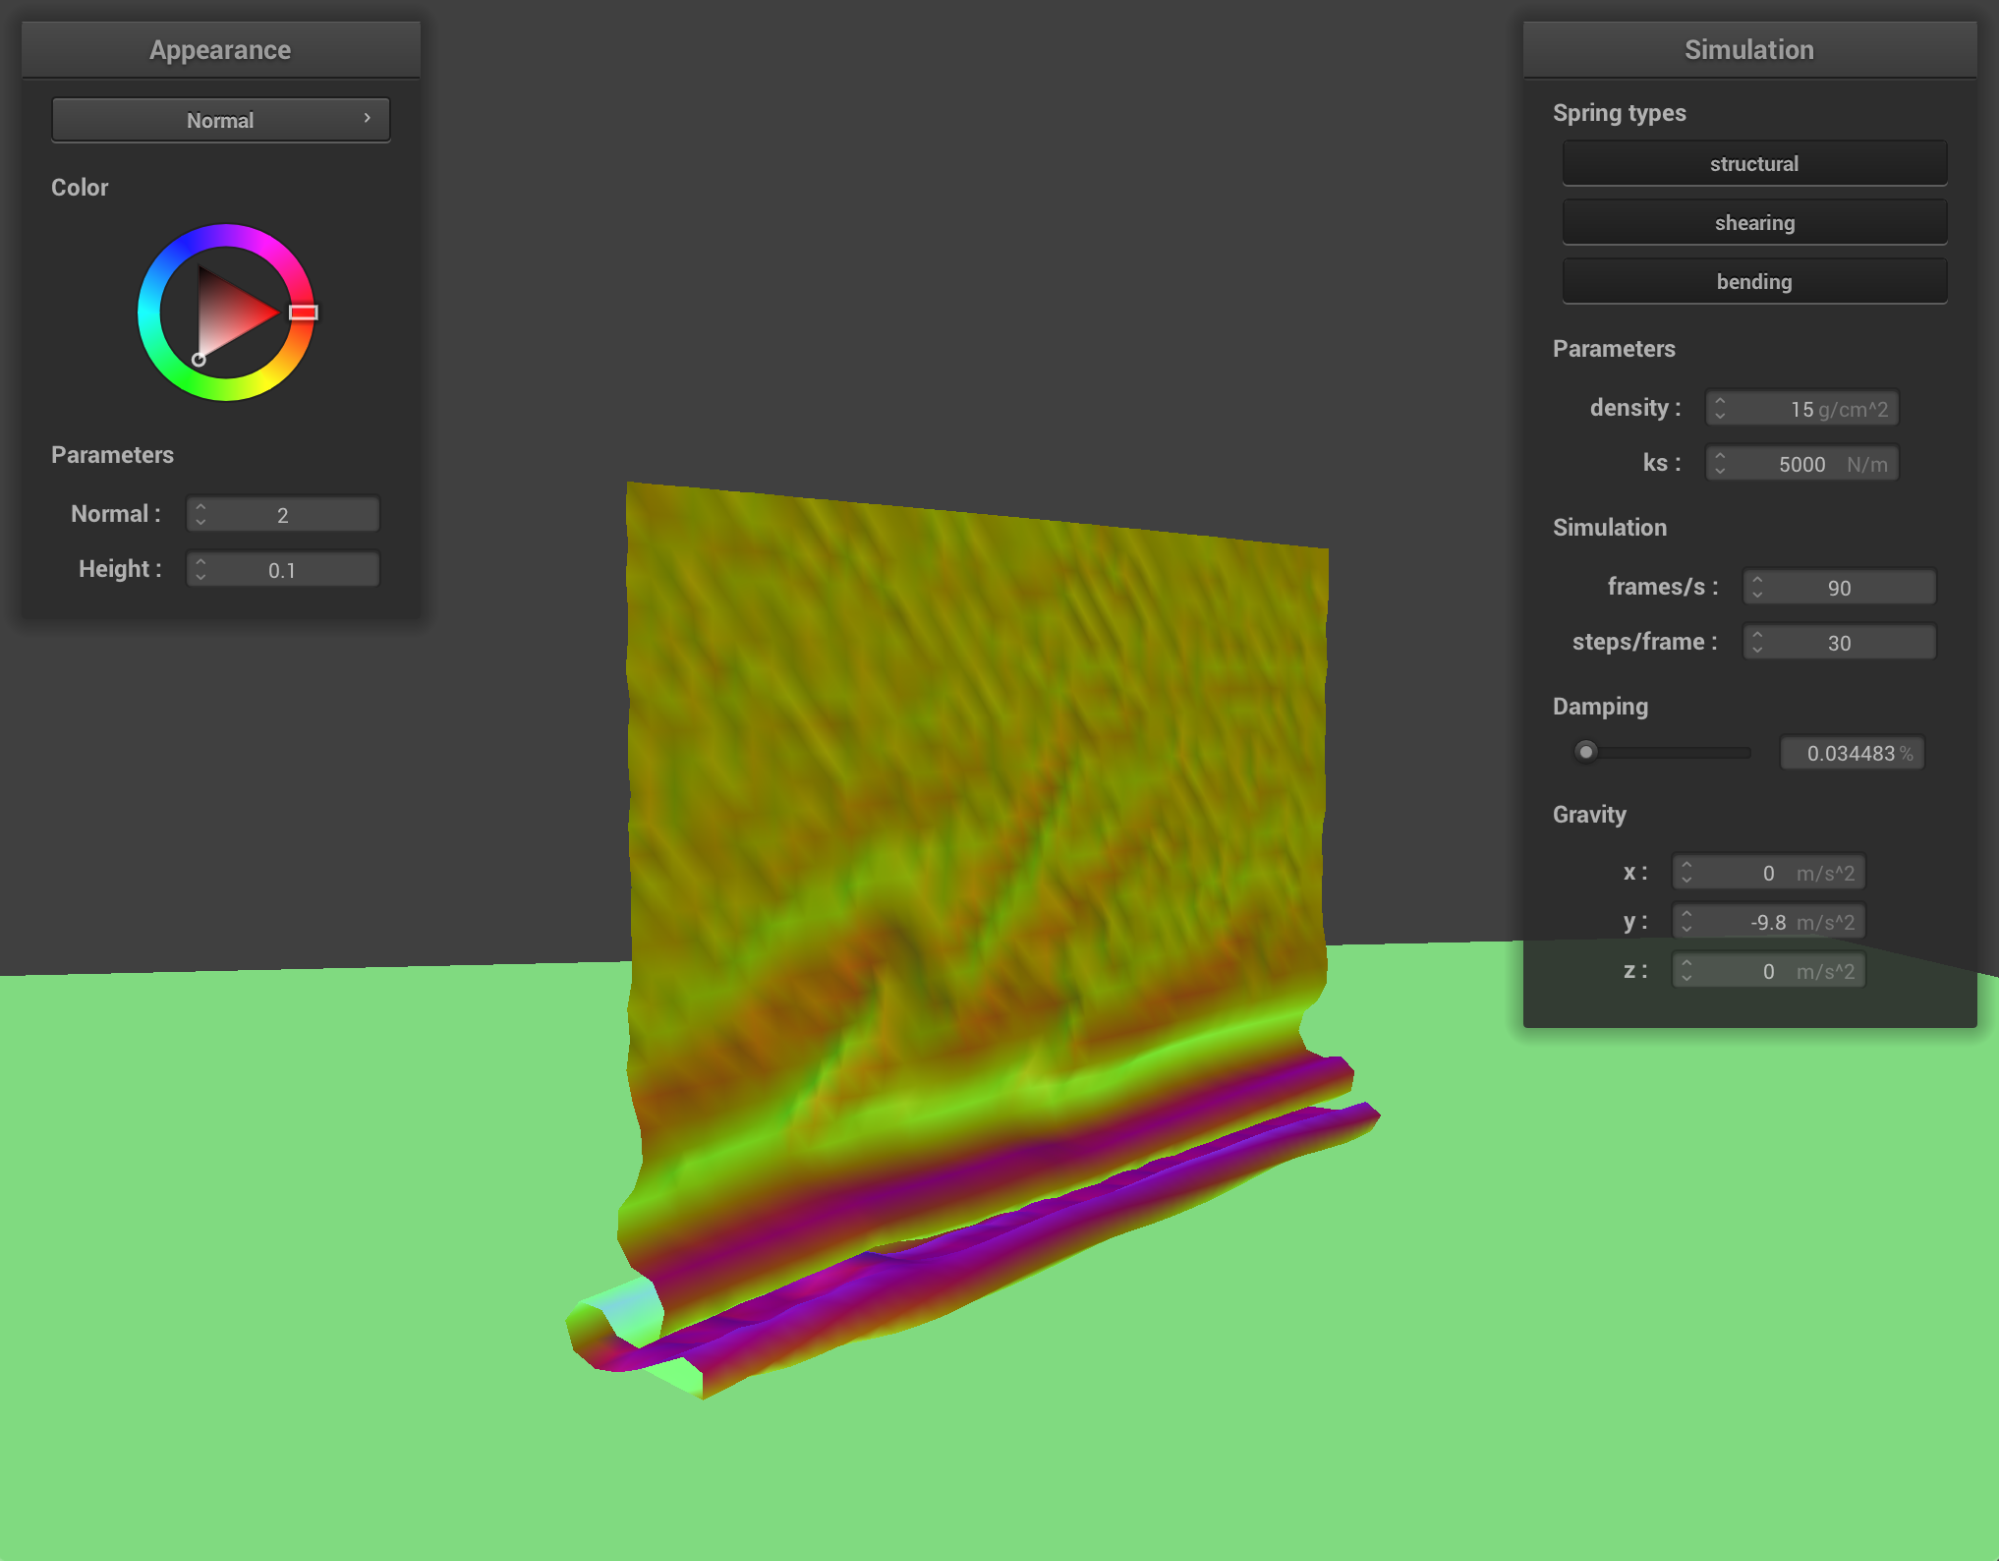 Appearance
Normal
Color
Parameters
Normal : 2
Height : 0.1
Simulation
Spring types
structural
shearing
bending
Parameters
density : 15 g/cm^2
ks : 5000 N/m
Simulation
frames/s : 90
steps/frame : 30
Damping
0.034483 %
Gravity
x : 0 m/s^2
y : -9.8 m/s^2
z : 0 m/s^2